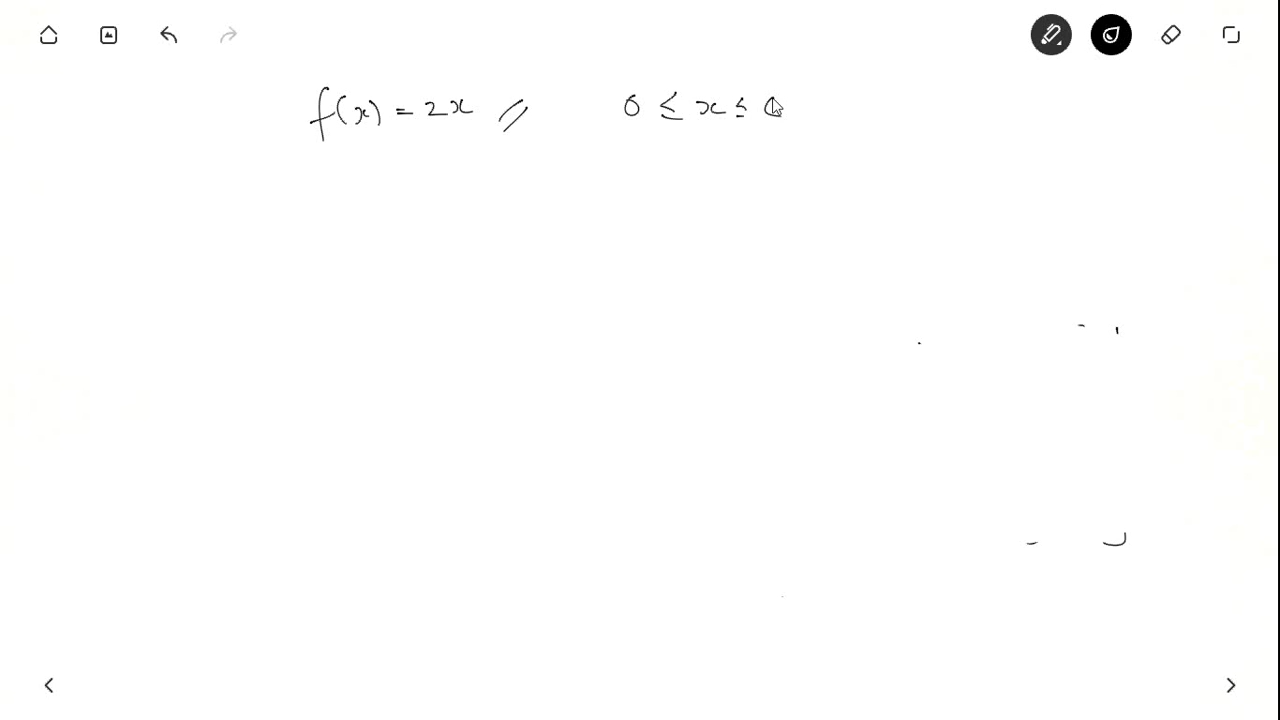 f(x) = 2x // 0 ≤ x ≤